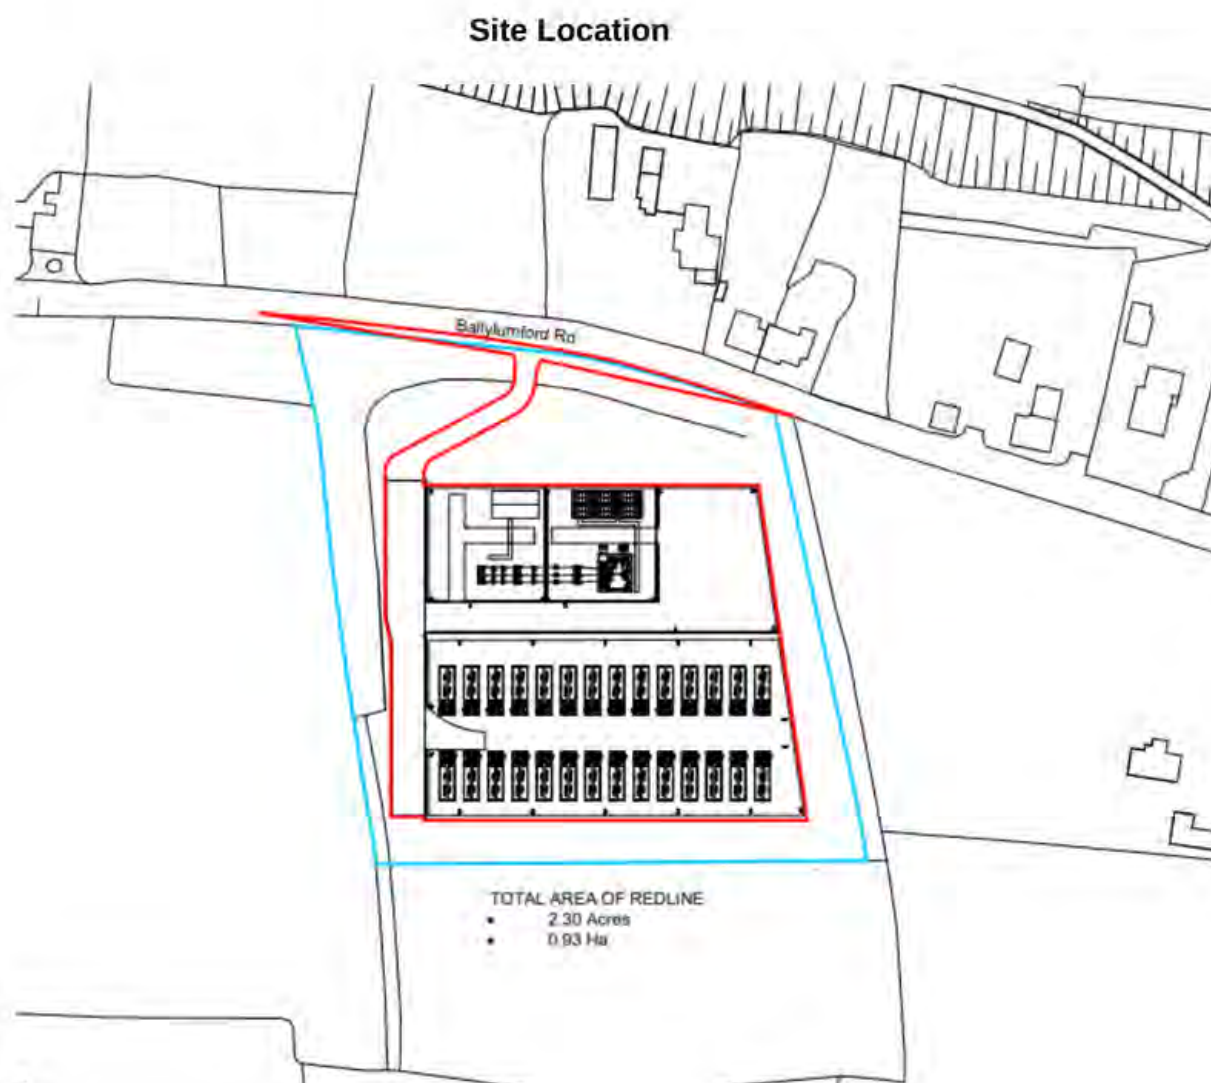 Site Location
Ballylumford Rd
TOTAL AREA OF REDLINE
• 2.30 Acres
• 0.93 Ha